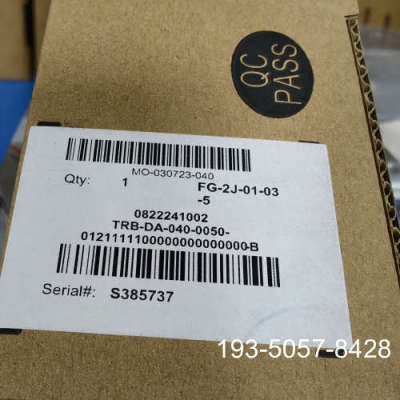 QC
PASS
MO-030723-040
Qty: 1 FG-2J-01-03
-5
0822241002
TRB-DA-040-0050-
0121111100000000000000-B
Serial#: S385737
193-5057-8428